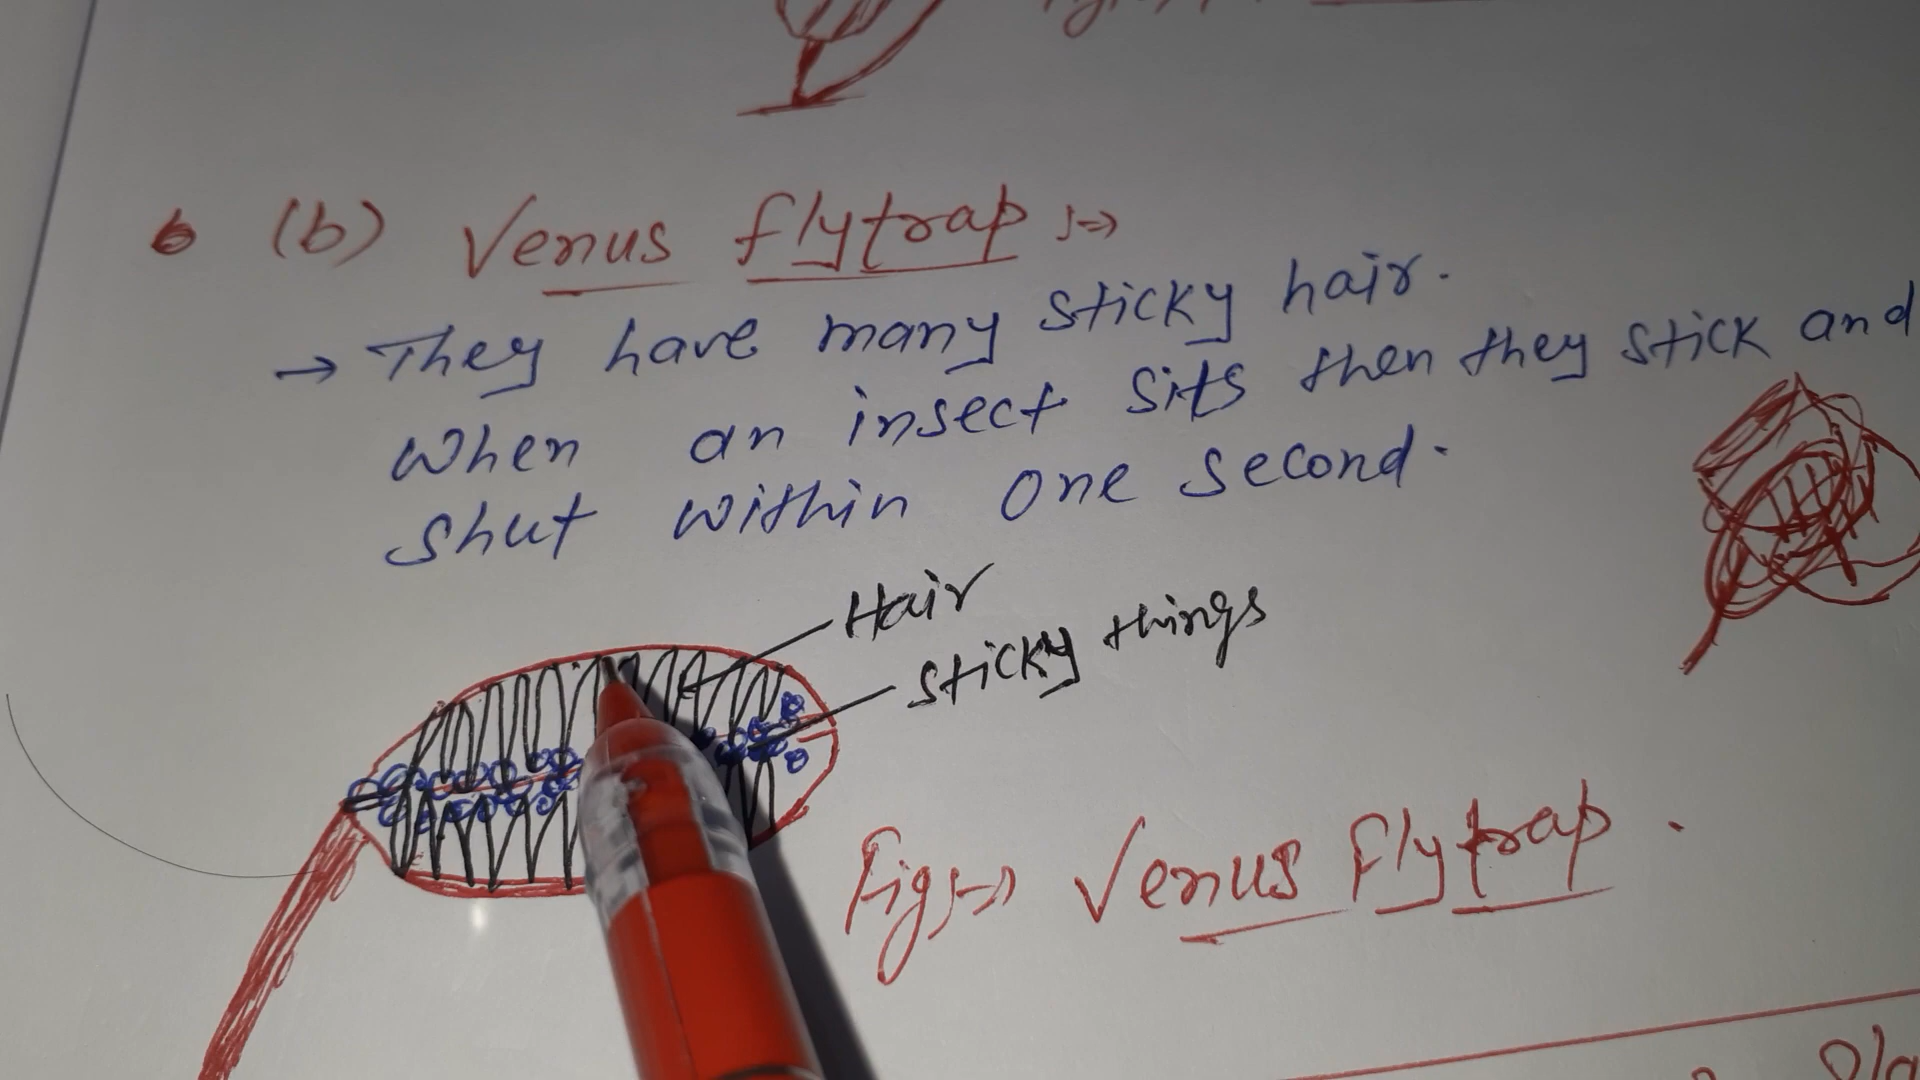 (b) Venus flytrap :->
→ They have many sticky hair.
When an insect sits then they stick and
shut within one second.
Hair
Sticky things
Fig:-> Venus flytrap.